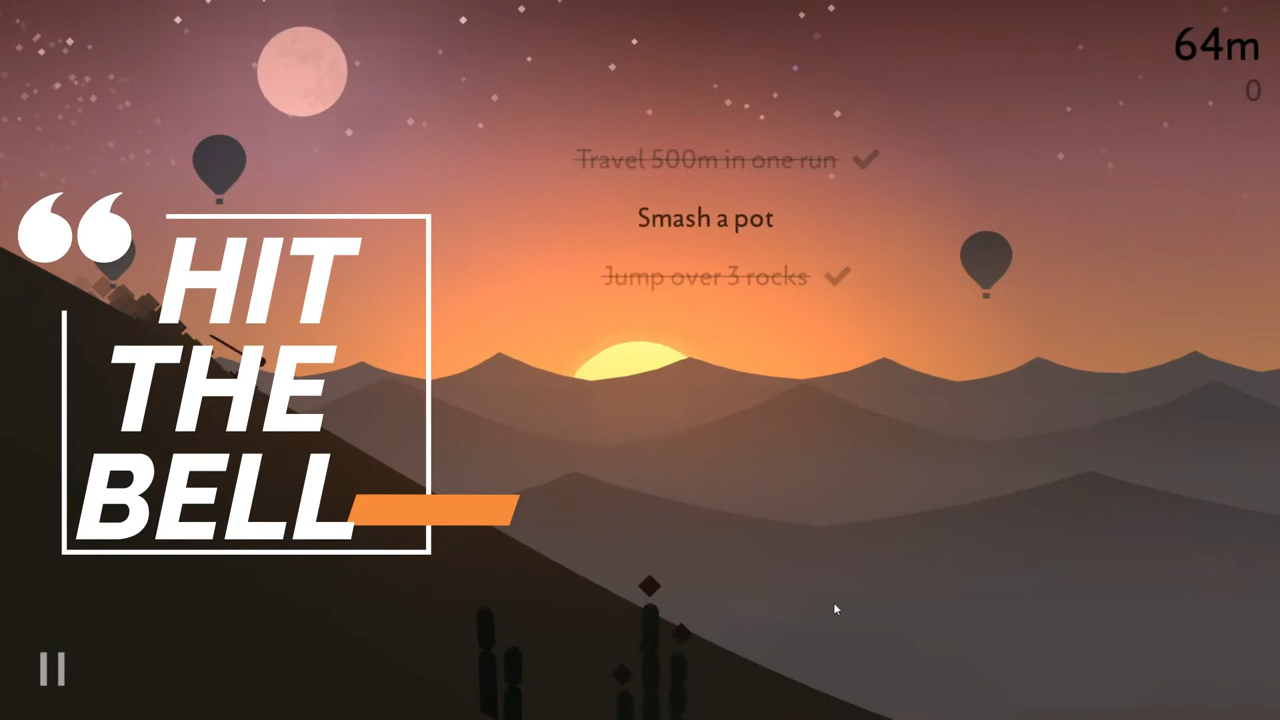 64m
0
Travel 500m in one run
Smash a pot
Jump over 3 rocks
“HIT
THE
BELL